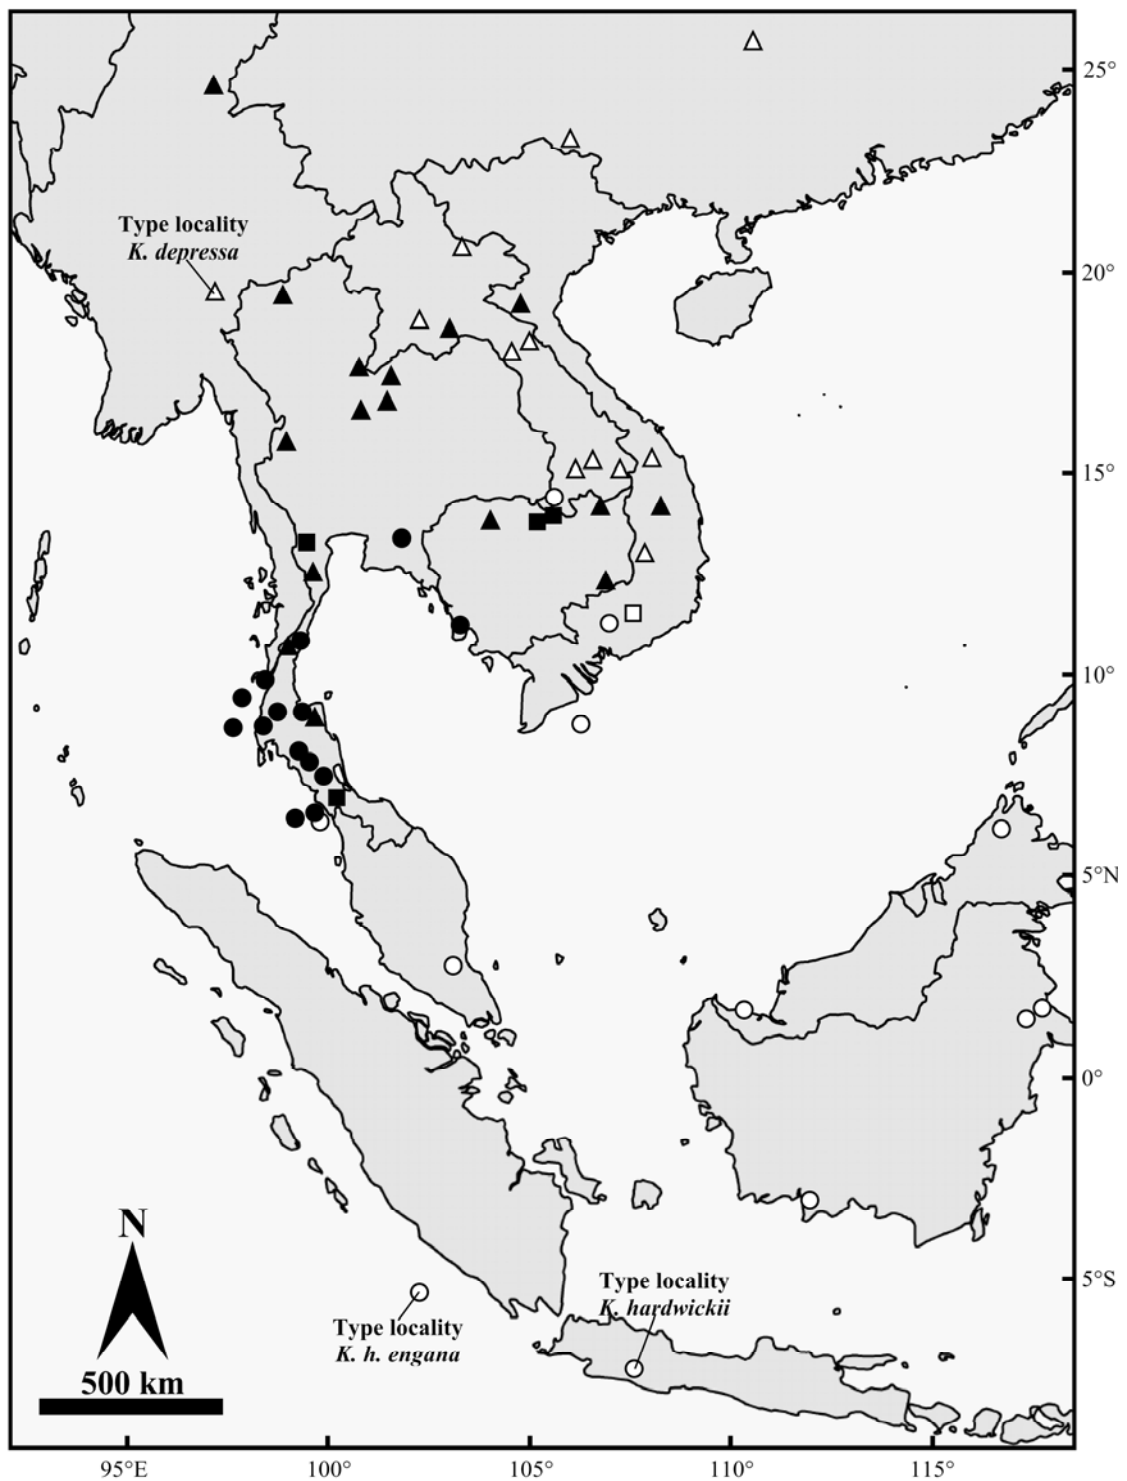 25°
Type locality
K. depressa
20°
15°
10°
5°N
0°
N
5°S
Type locality
K. hardwickii
Type locality
K. h. engana
500 km
95°E
100°
105°
110°
115°